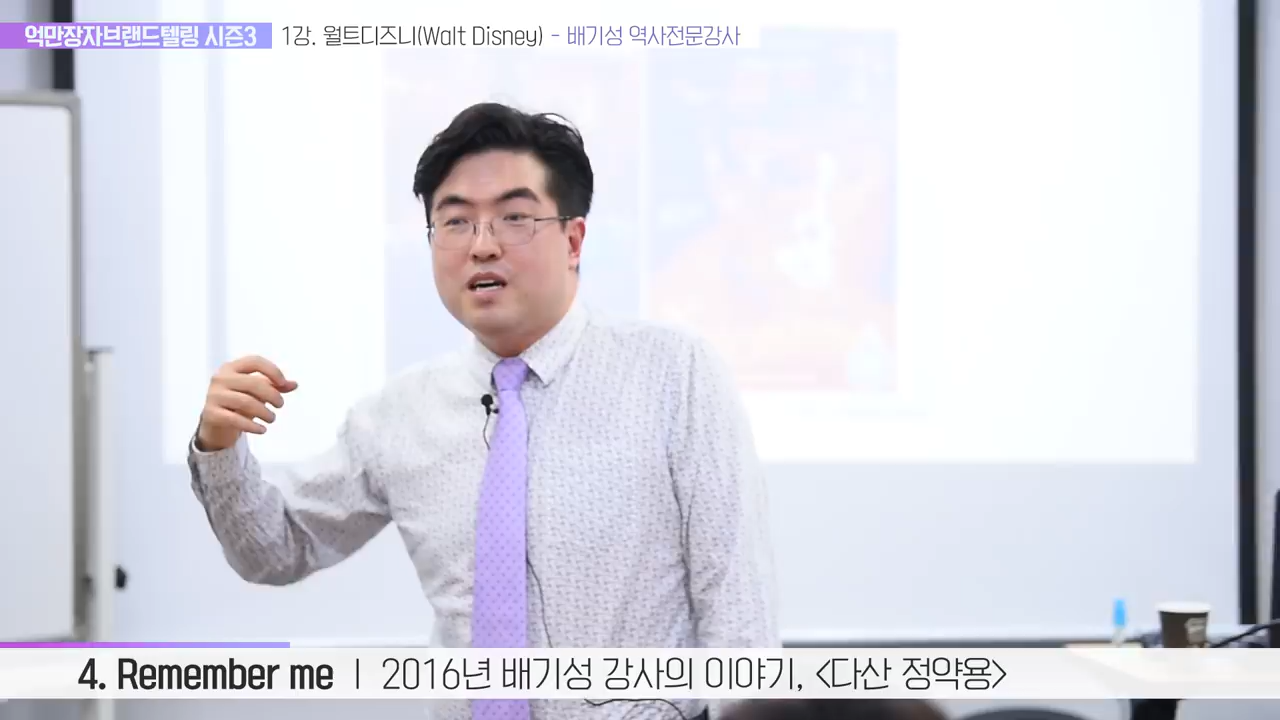 억만장자브랜드텔링 시즌3 1강. 월트디즈니(Walt Disney) - 배기성 역사전문강사
4. Remember me | 2016년 배기성 강사의 이야기, <다산 정약용>